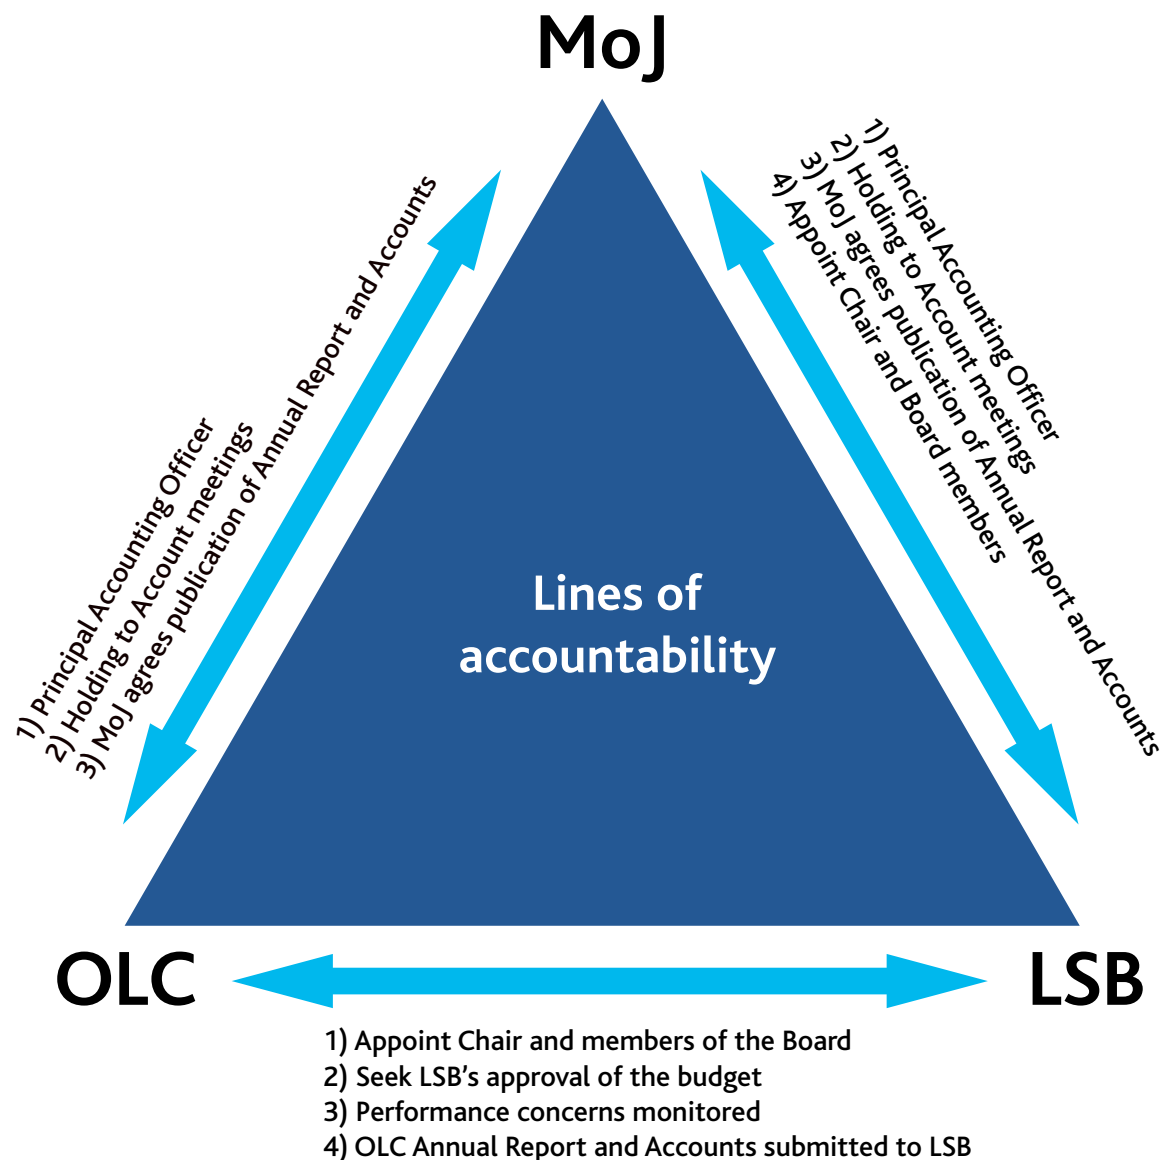 MoJ
1) Principal Accounting Officer
2) Holding to Account meetings
3) MoJ agrees publication of Annual Report and Accounts
1) Principal Accounting Officer
2) Holding to Account meetings
3) MoJ agrees publication of Annual Report and Accounts
4) Appoint Chair and Board members
Lines of
accountability
OLC
LSB
1) Appoint Chair and members of the Board
2) Seek LSB’s approval of the budget
3) Performance concerns monitored
4) OLC Annual Report and Accounts submitted to LSB